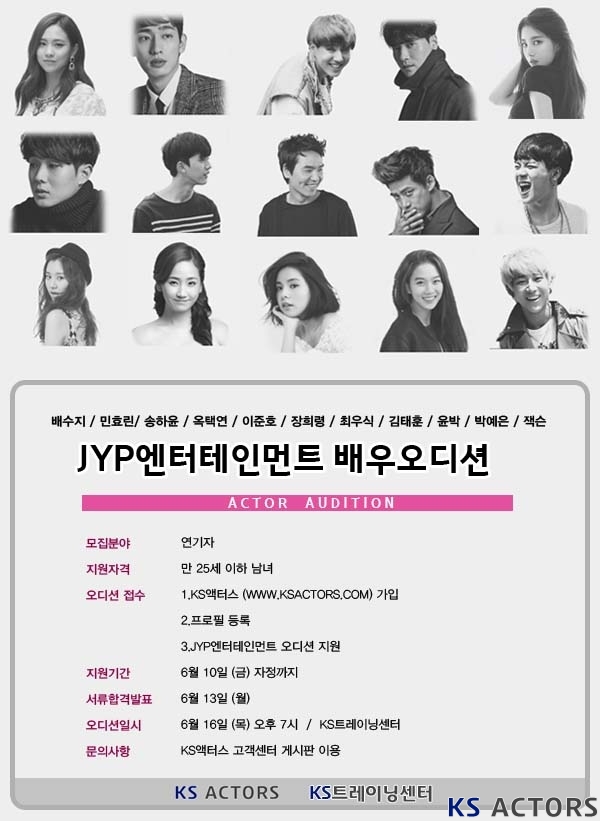 배수지 / 민효린/ 송하윤 / 옥택연 / 이준호 / 장희령 / 최우식 / 김태훈 / 윤박 / 박예은 / 잭슨
JYP엔터테인먼트 배우오디션
ACTOR AUDITION
모집분야 연기자
지원자격 만 25세 이하 남녀
오디션 접수 1.KS액터스 (WWW.KSACTORS.COM) 가입
2.프로필 등록
3.JYP엔터테인먼트 오디션 지원
지원기간 6월 10일 (금) 자정까지
서류합격발표 6월 13일 (월)
오디션일시 6월 16일 (목) 오후 7시 / KS트레이닝센터
문의사항 KS액터스 고객센터 게시판 이용
KS ACTORS KS트레이닝센터
KS ACTORS